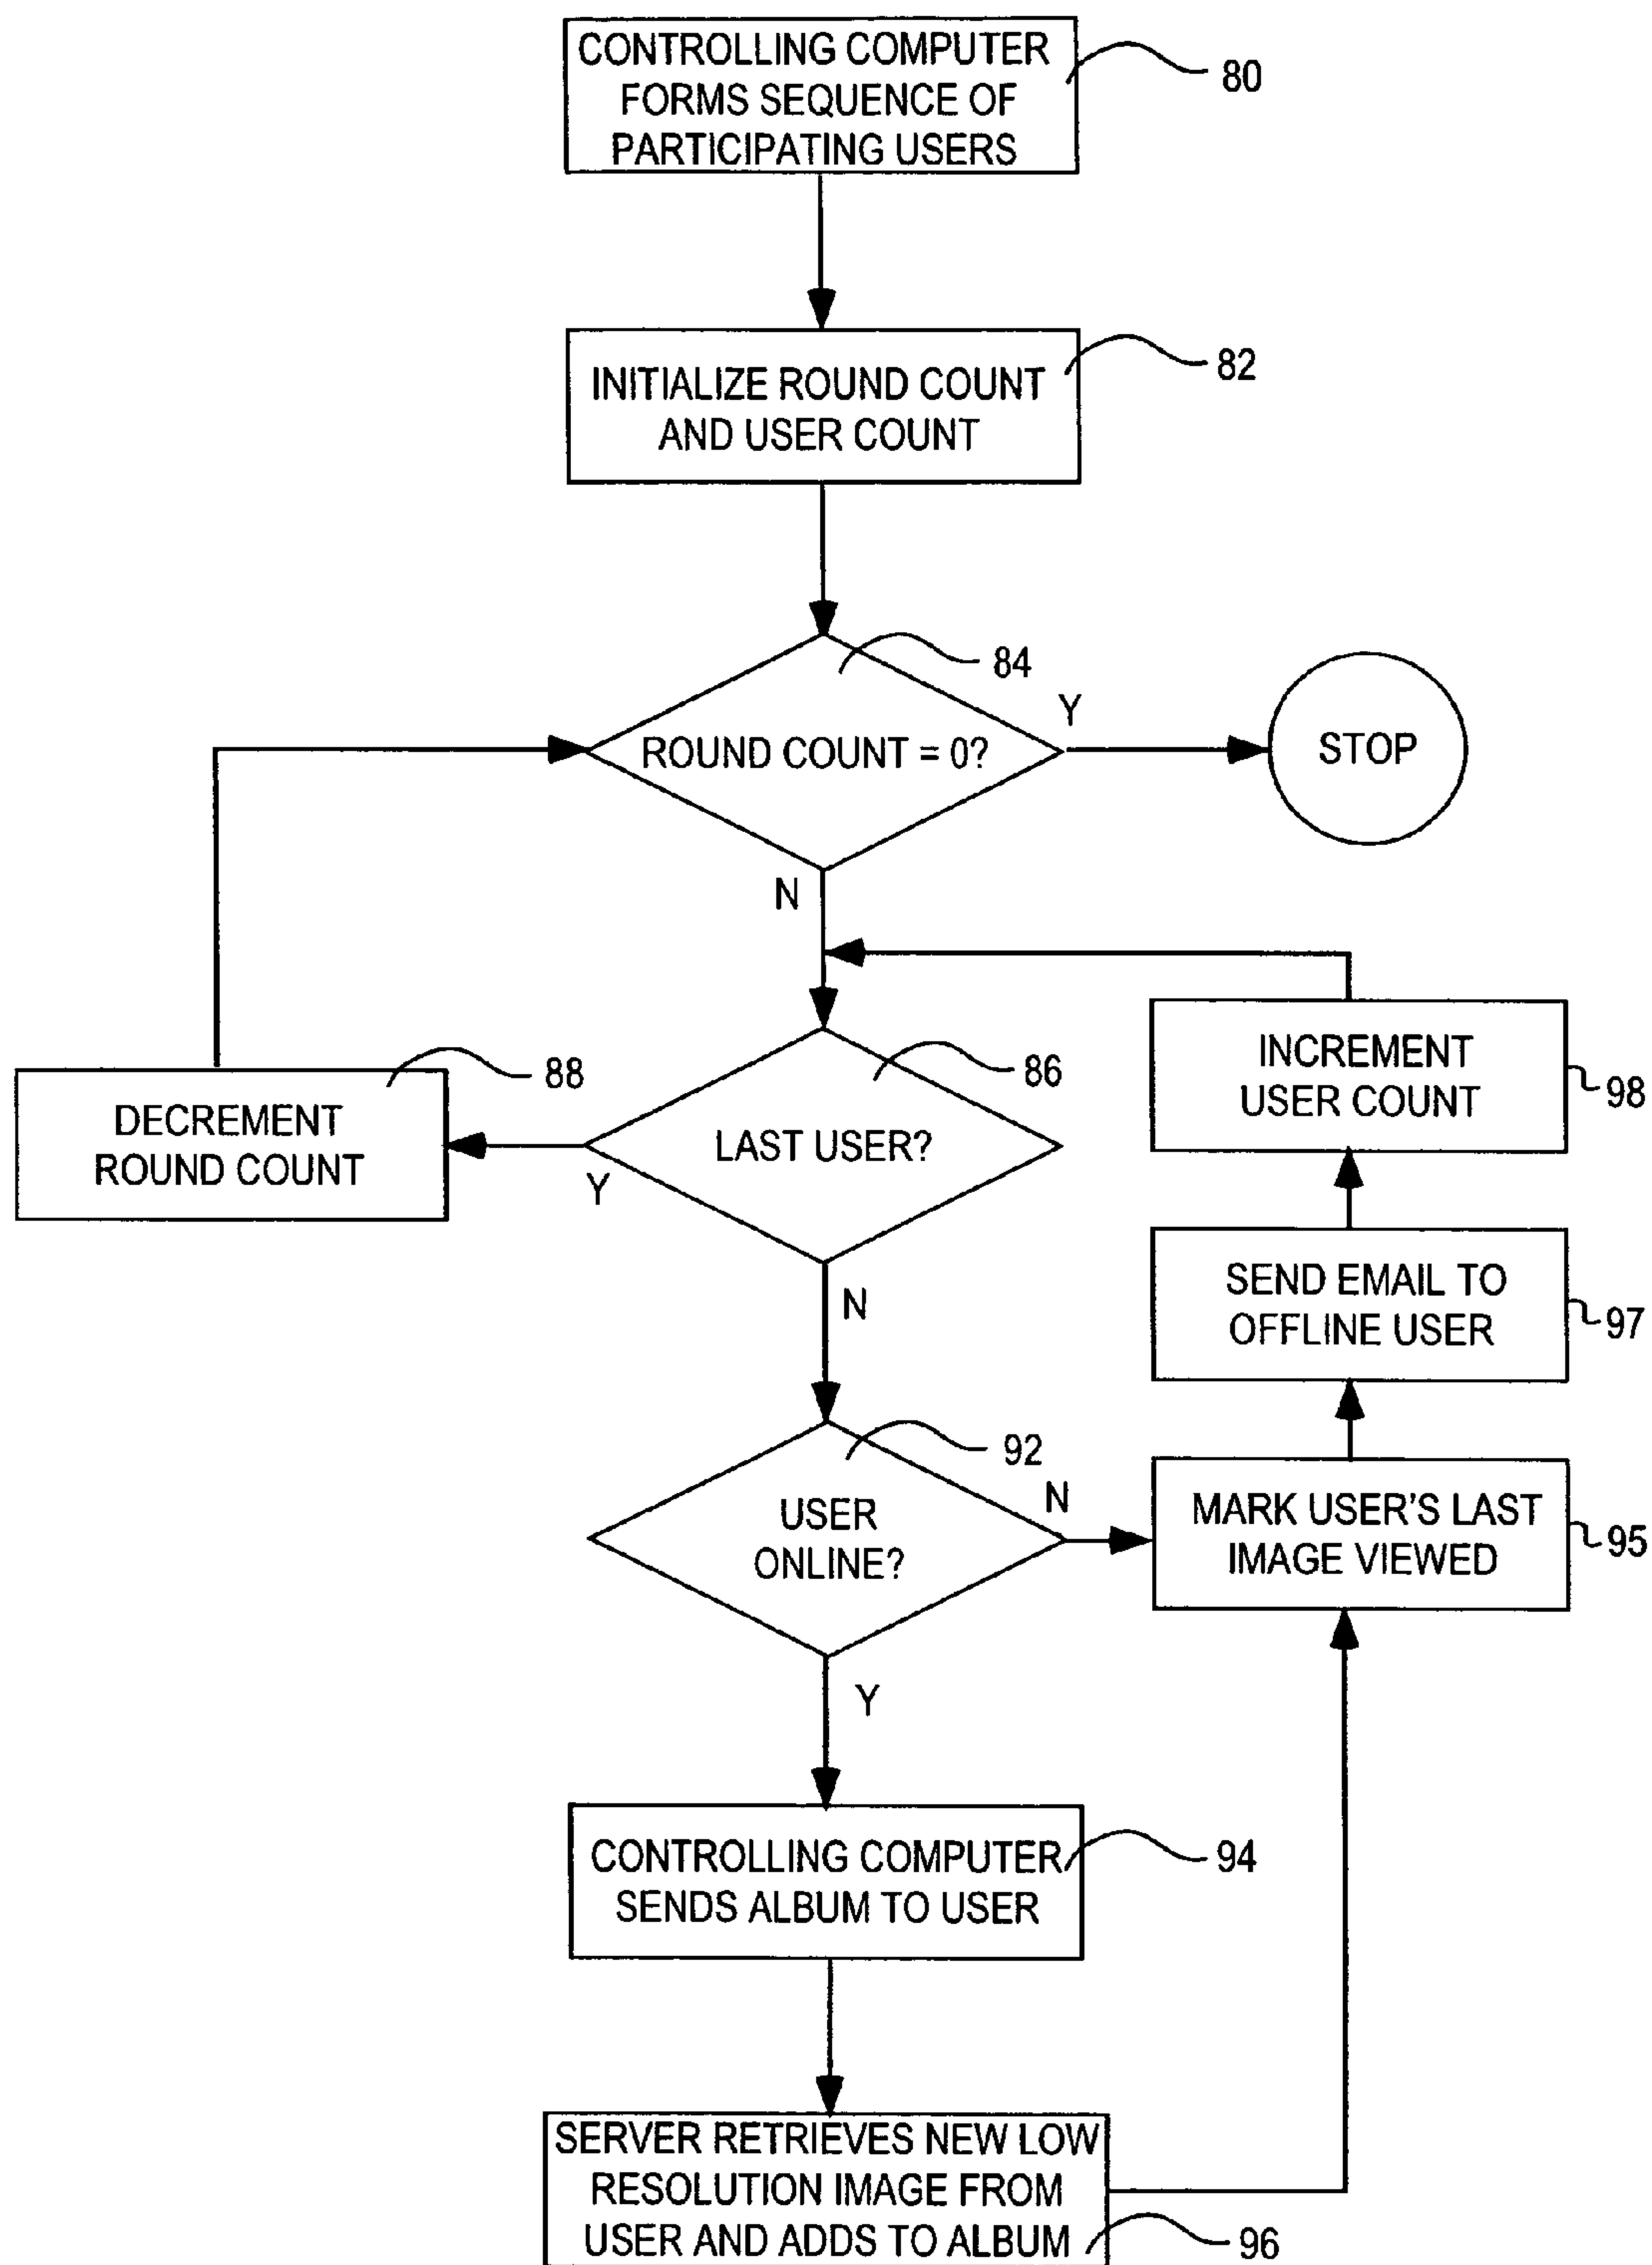 CONTROLLING COMPUTER
FORMS SEQUENCE OF
PARTICIPATING USERS
80
INITIALIZE ROUND COUNT
AND USER COUNT
82
84
ROUND COUNT = 0?
Y
STOP
N
88
DECREMENT
ROUND COUNT
86
LAST USER?
Y
N
INCREMENT
USER COUNT
98
SEND EMAIL TO
OFFLINE USER
97
92
USER
ONLINE?
N
Y
MARK USER'S LAST
IMAGE VIEWED
95
CONTROLLING COMPUTER
SENDS ALBUM TO USER
94
SERVER RETRIEVES NEW LOW
RESOLUTION IMAGE FROM
USER AND ADDS TO ALBUM
96